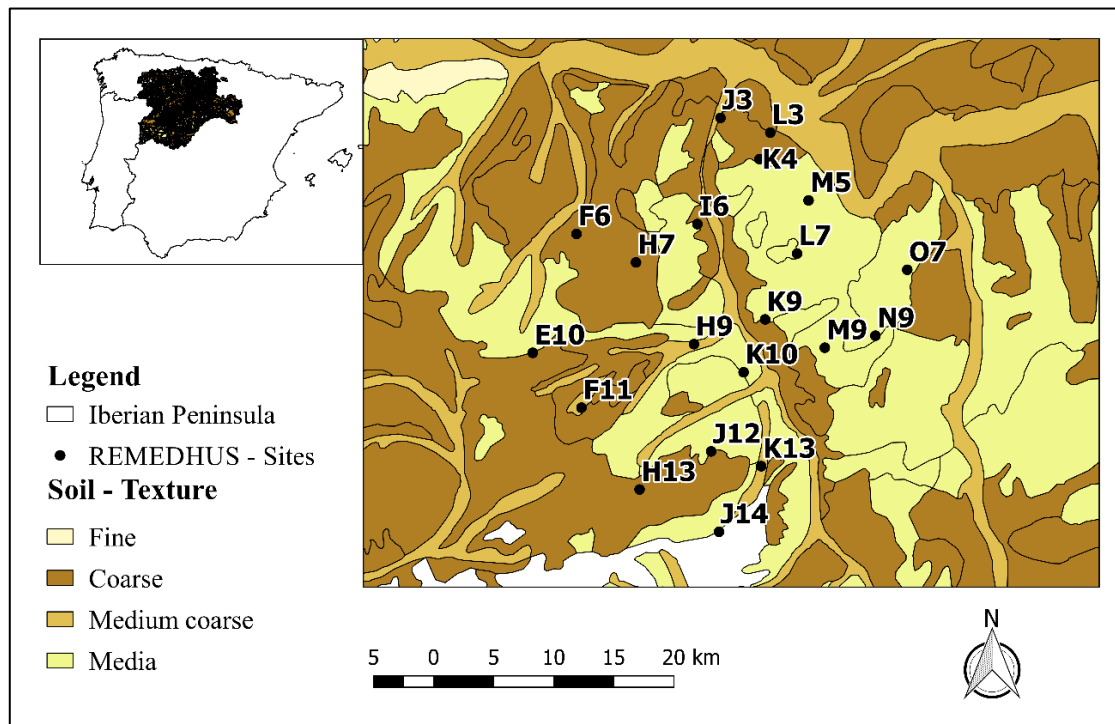 J3
L3
K4
M5
F6
I6
H7
L7
O7
K9
E10
H9
M9
N9
K10
Legend
F11
Iberian Peninsula
REMEDHUS - Sites
J12
K13
Soil - Texture
H13
J14
Fine
Coarse
Medium coarse
Media
N
5 0 5 10 15 20 km